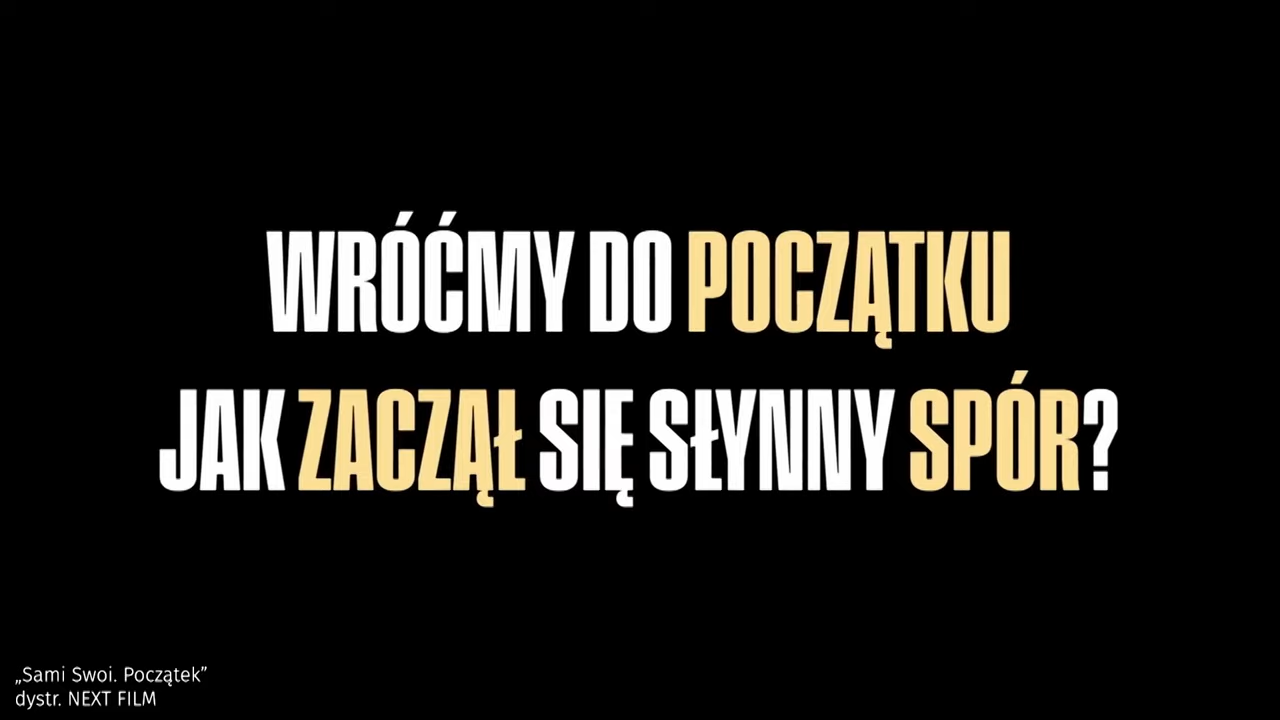 WRÓĆMY DO POCZĄTKU
JAK ZACZĄŁ SIĘ SŁYNNY SPÓR?
„Sami Swoi. Początek”
dystr. NEXT FILM